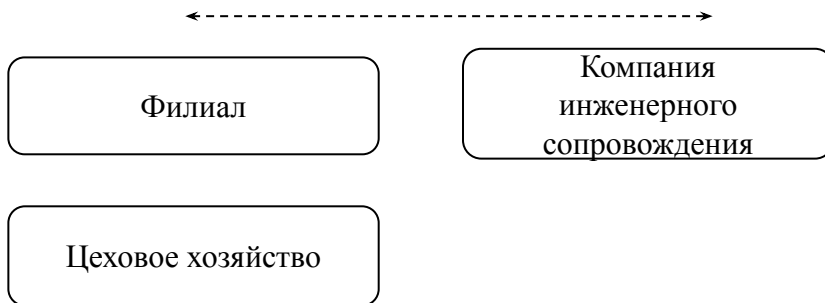 Филиал
Компания
инженерного
сопровождения
Цеховое хозяйство